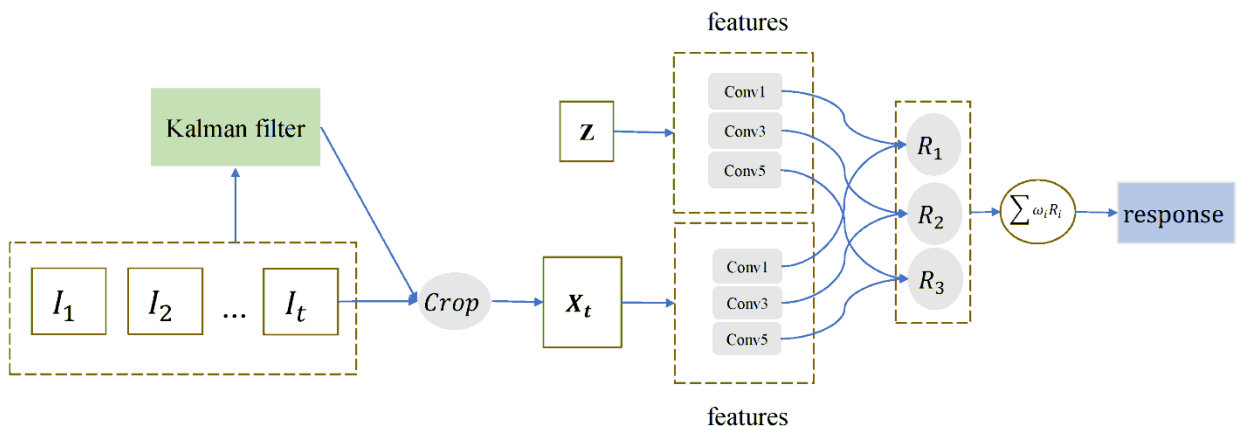 features
Kalman filter
Z
Conv1
Conv3
Conv5
R₁
R₂
R₃
∑ ωᵢRᵢ
response
I₁
I₂
...
Iₜ
Crop
Xₜ
Conv1
Conv3
Conv5
features